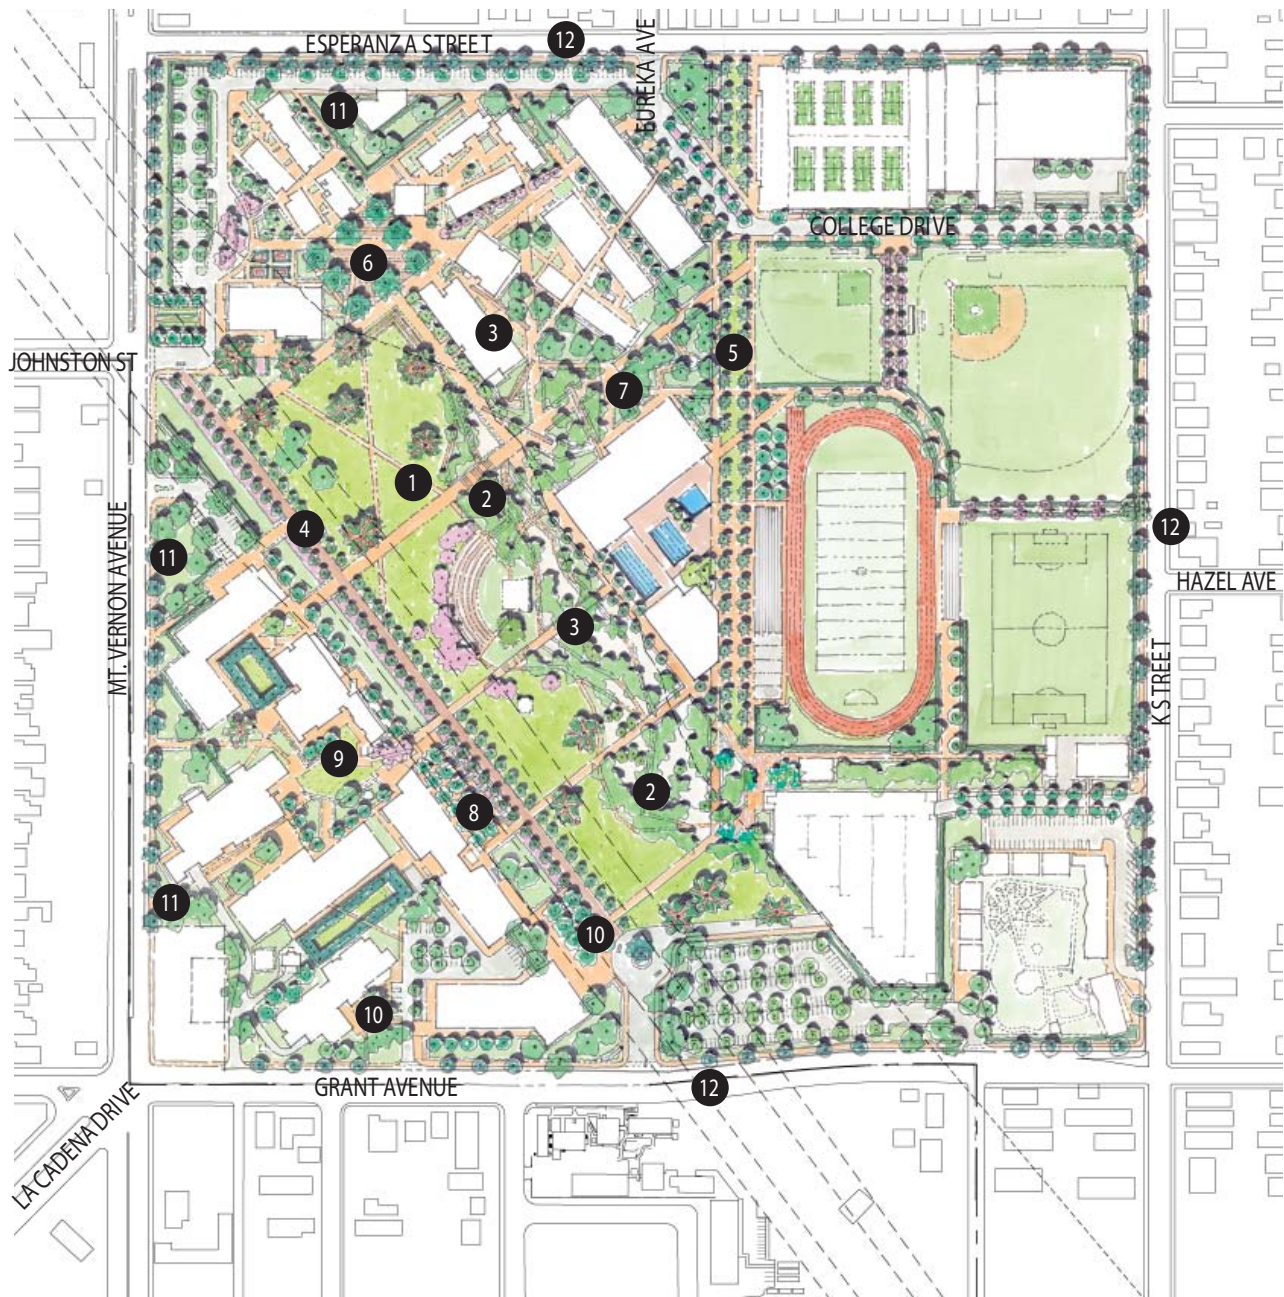 ESPERANZA STREET
12
EUREKA AVE
11
COLLEGE DRIVE
6
3
5
JOHNSTON ST
7
1
2
4
12
11
HAZEL AVE
MT. VERNON AVENUE
3
K STREET
9
2
8
11
10
10
GRANT AVENUE
12
LA CADENA DRIVE